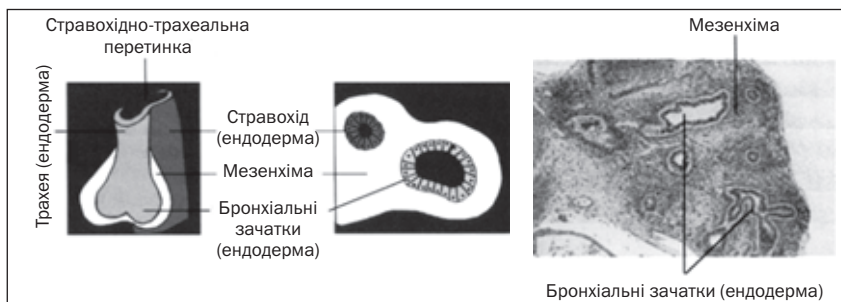 Стравохідно-трахеальна
перетинка
Трахея (ендодерма)
Стравохід
(ендодерма)
Мезенхіма
Бронхіальні
зачатки
(ендодерма)
Мезенхіма
Бронхіальні зачатки (ендодерма)